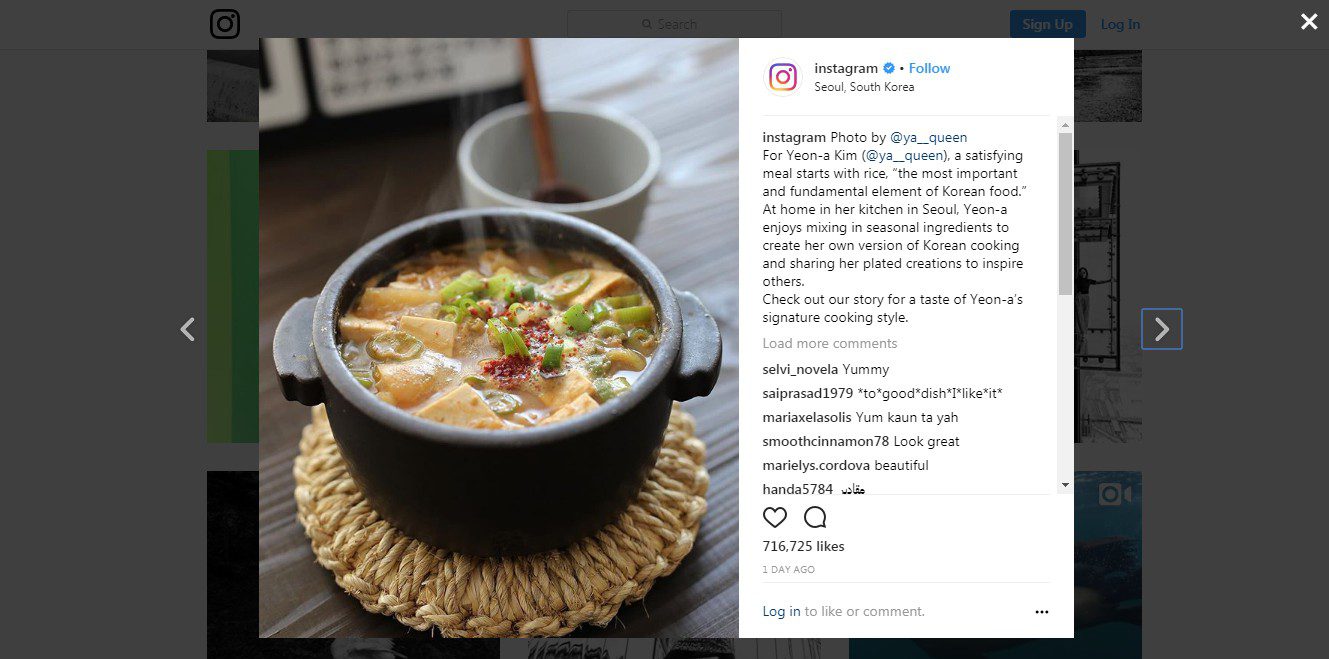 Search
Sign Up
Log In
instagram • Follow
Seoul, South Korea
instagram Photo by @ya__queen
For Yeon-a Kim (@ya__queen), a satisfying
meal starts with rice, “the most important
and fundamental element of Korean food.”
At home in her kitchen in Seoul, Yeon-a
enjoys mixing in seasonal ingredients to
create her own version of Korean cooking
and sharing her plated creations to inspire
others.
Check out our story for a taste of Yeon-a’s
signature cooking style.
Load more comments
selvi_novela Yummy
saiprasad1979 *to*good*dish*I*like*it*
mariaxelasolis Yum kaun ta yah
smoothcinnamon78 Look great
marielys.cordova beautiful
handa5784 مقادير
716,725 likes
1 DAY AGO
Log in to like or comment.